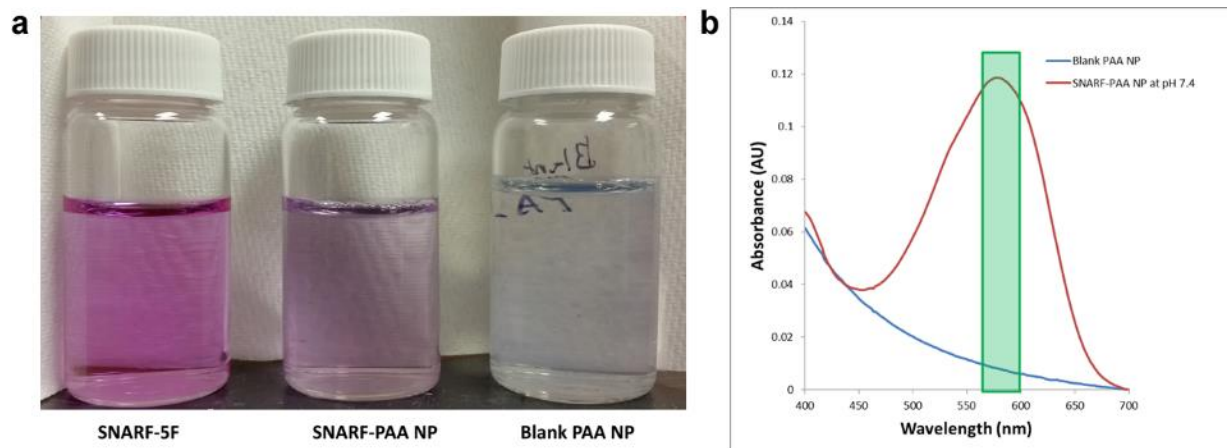 a
SNARF-5F
SNARF-PAA NP
Blank PAA NP
b
0.14
0.12
0.1
0.08
0.06
0.04
0.02
0
400
450
500
550
600
650
700
Absorbance (AU)
Wavelength (nm)
Blank PAA NP
SNARF-PAA NP at pH 7.4